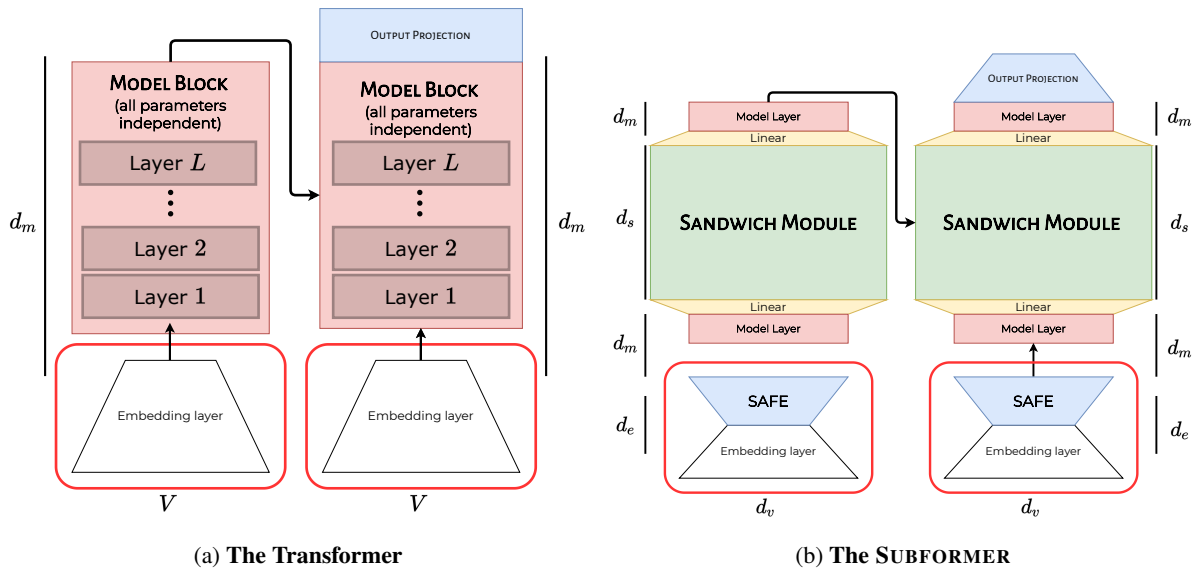 OUTPUT PROJECTION
MODEL BLOCK
(all parameters
independent)
Layer L
Layer 2
Layer 1
Embedding layer
V
d_m
MODEL BLOCK
(all parameters
independent)
Layer L
Layer 2
Layer 1
Embedding layer
V
d_m
(a) The Transformer
Model Layer
Linear
SANDWICH MODULE
Linear
Model Layer
SAFE
Embedding layer
d_v
d_m
d_s
d_m
d_e
OUTPUT PROJECTION
Model Layer
Linear
SANDWICH MODULE
Linear
Model Layer
SAFE
Embedding layer
d_v
d_m
d_s
d_m
d_e
(b) The SUBFORMER